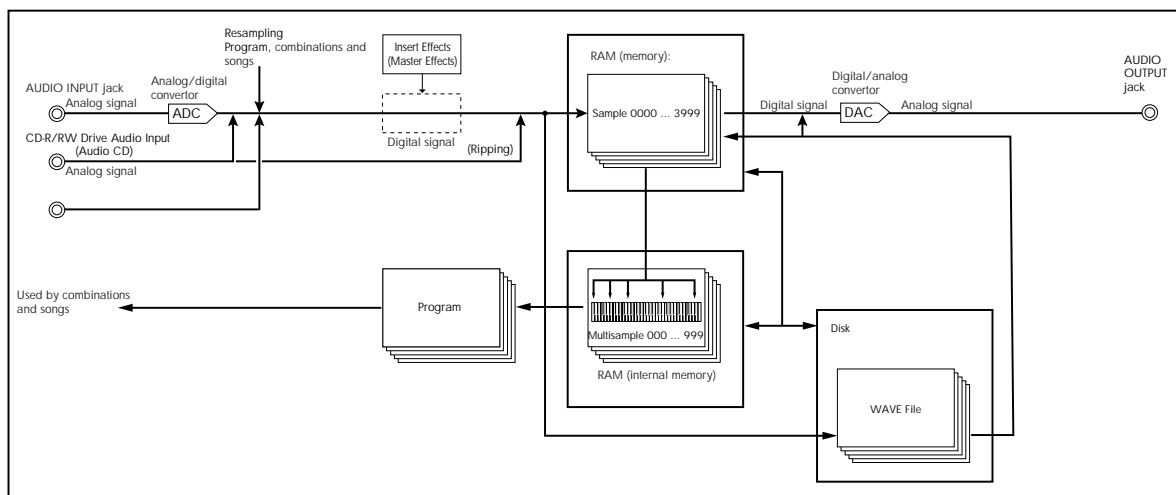 Resampling
Program, combinations and
songs
Insert Effects
(Master Effects)
AUDIO INPUT jack
Analog signal
Analog/digital
convertor
ADC
CD-R/RW Drive Audio Input
(Audio CD)
Analog signal
Digital signal
(Ripping)
RAM (memory):
Sample 0000 ... 3999
Digital signal
Digital/analog
convertor
DAC
Analog signal
AUDIO
OUTPUT
jack
Used by combinations
and songs
Program
Multisample 000 ... 999
RAM (internal memory)
Disk
WAVE File